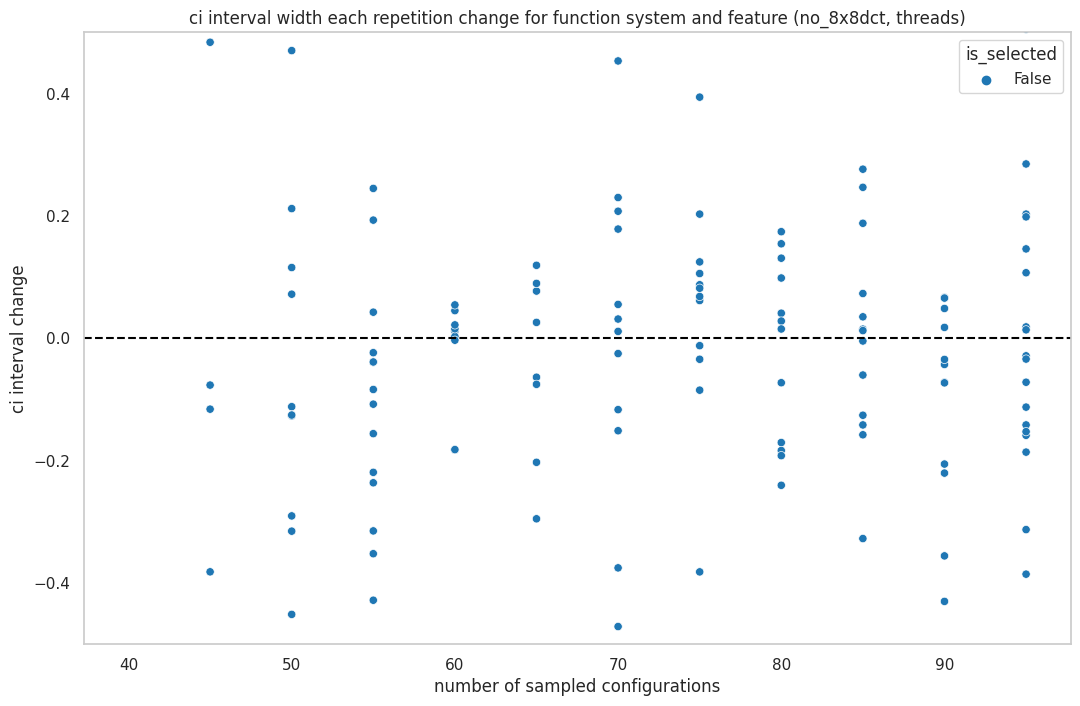 ci interval width each repetition change for function system and feature (no_8x8dct, threads)
is_selected
False
ci interval change
0.4
0.2
0.0
−0.2
−0.4
40 50 60 70 80 90
number of sampled configurations